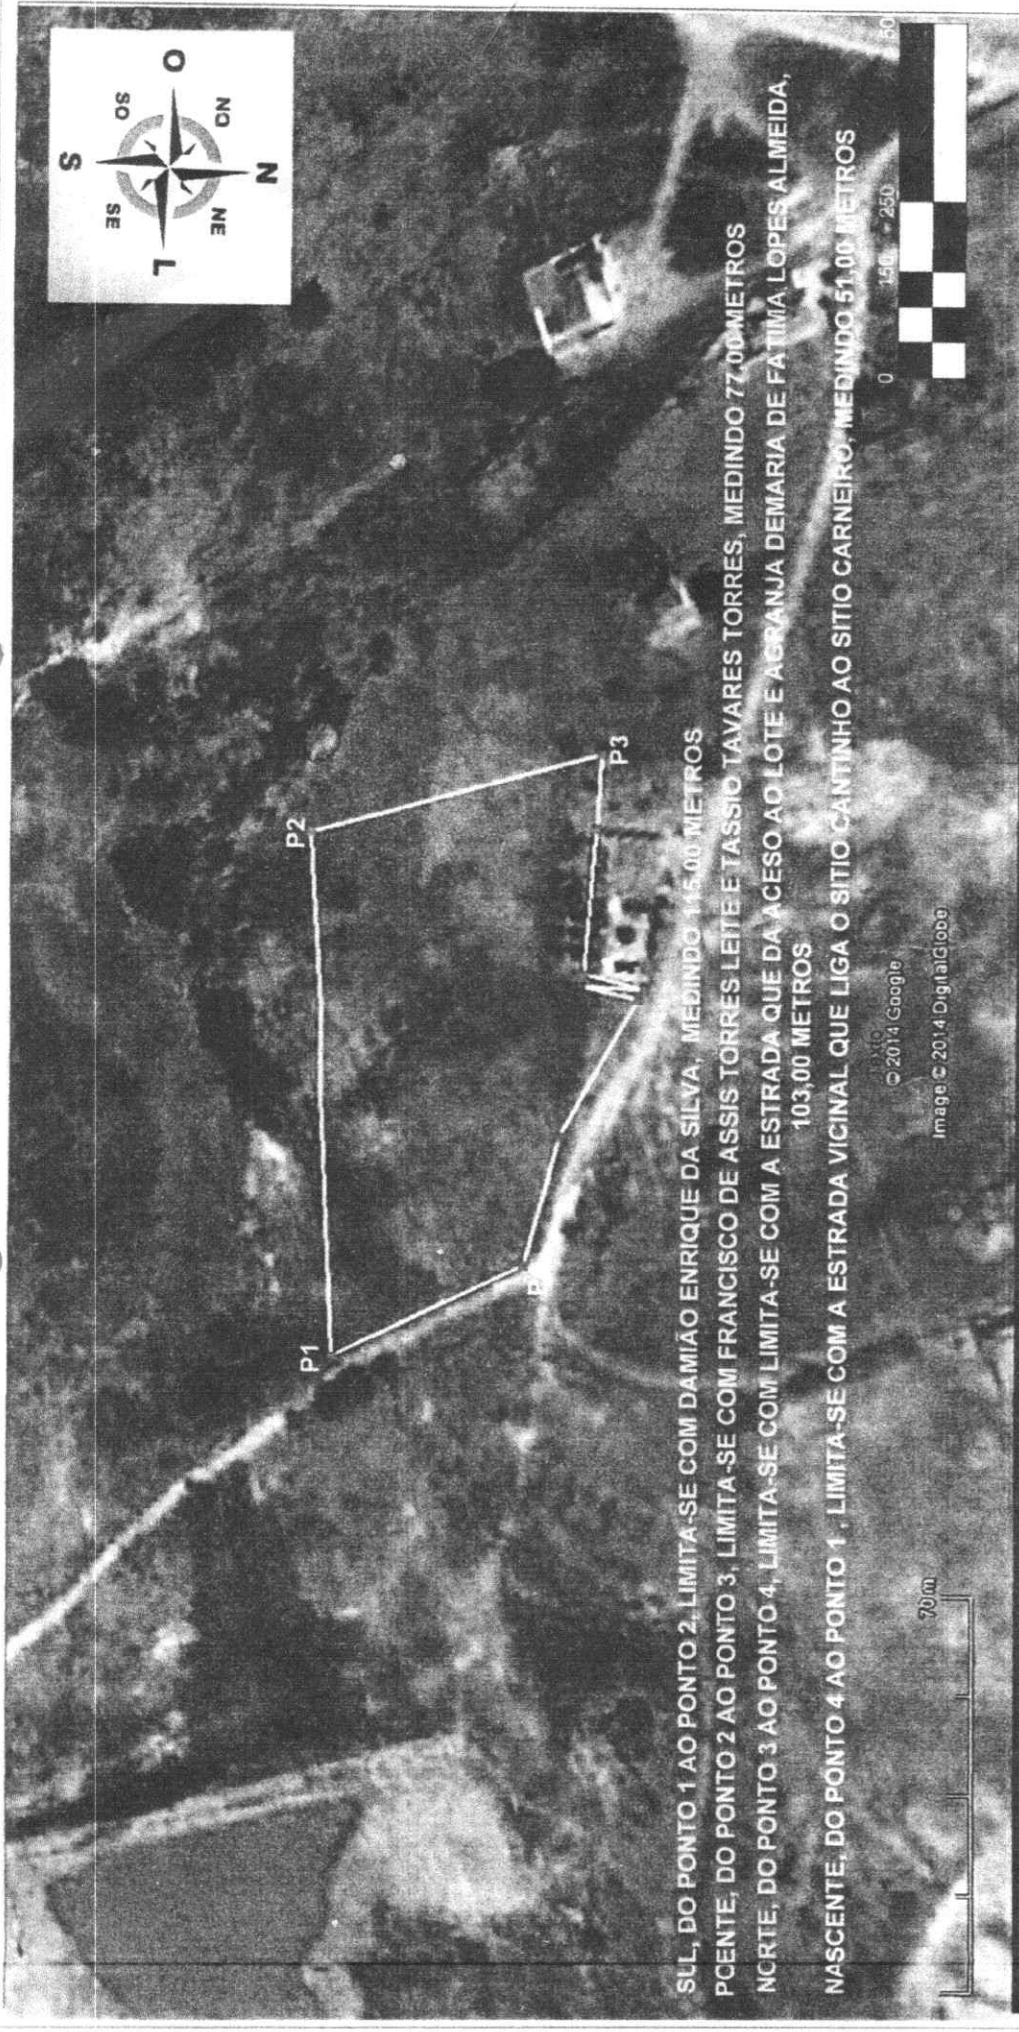 S
SO
SE
O
L
NO
NE
N
P2
P1
P3
SLL, DO PONTO 1 AO PONTO 2, LIMITA-SE COM DAMIÃO ENRIQUE DA SILVA, MEDINDO 115,00 METROS
PCENTE, DO PONTO 2 AO PONTO 3, LIMITA-SE COM FRANCISCO DE ASSIS TORRES LEITE E TASSIO TAVARES TORRES, MEDINDO 77,00 METROS
NORTE, DO PONTO 3 AO PONTO 4, LIMITA-SE COM LIMITA-SE COM A ESTRADA QUE DA ACESO AO LOTE E AGRANJA DEMARIA DE FATIMA LOPES ALMEIDA,
103,00 METROS
NASCENTE, DO PONTO 4 AO PONTO 1, LIMITA-SE COM A ESTRADA VICINAL QUE LIGA O SITIO CANTINHO AO SITIO CARNEIRO, MEDINDO 51,00 METROS
0 150 250 50
© 2014 Google
Image © 2014 DigitalGlobe
70 m